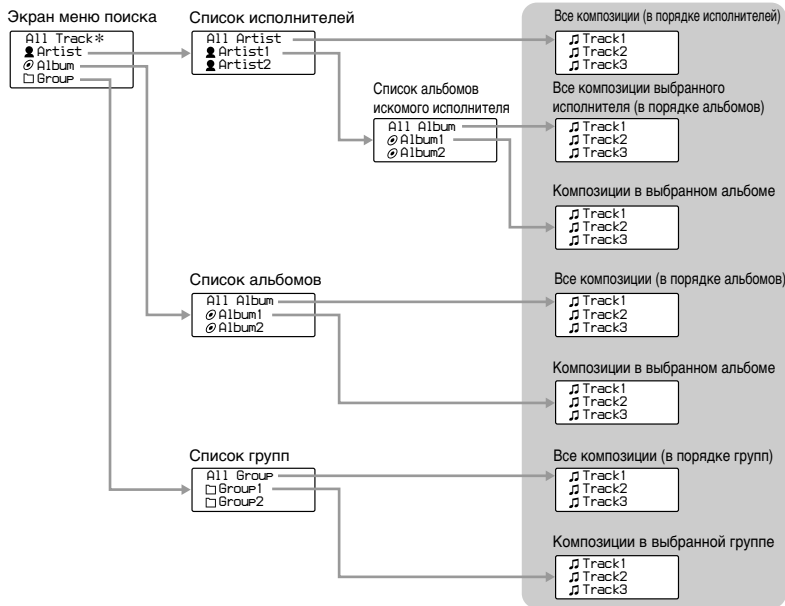 Экран меню поиска
All Track*
Artist
Album
Group
Список исполнителей
All Artist
Artist1
Artist2
Все композиции (в порядке исполнителей)
Track1
Track2
Track3
Список альбомов
искомого исполнителя
All Album
Album1
Album2
Все композиции выбранного
исполнителя (в порядке альбомов)
Track1
Track2
Track3
Композиции в выбранном альбоме
Track1
Track2
Track3
Список альбомов
All Album
Album1
Album2
Все композиции (в порядке альбомов)
Track1
Track2
Track3
Композиции в выбранном альбоме
Track1
Track2
Track3
Список групп
All Group
Group1
Group2
Все композиции (в порядке групп)
Track1
Track2
Track3
Композиции в выбранной группе
Track1
Track2
Track3